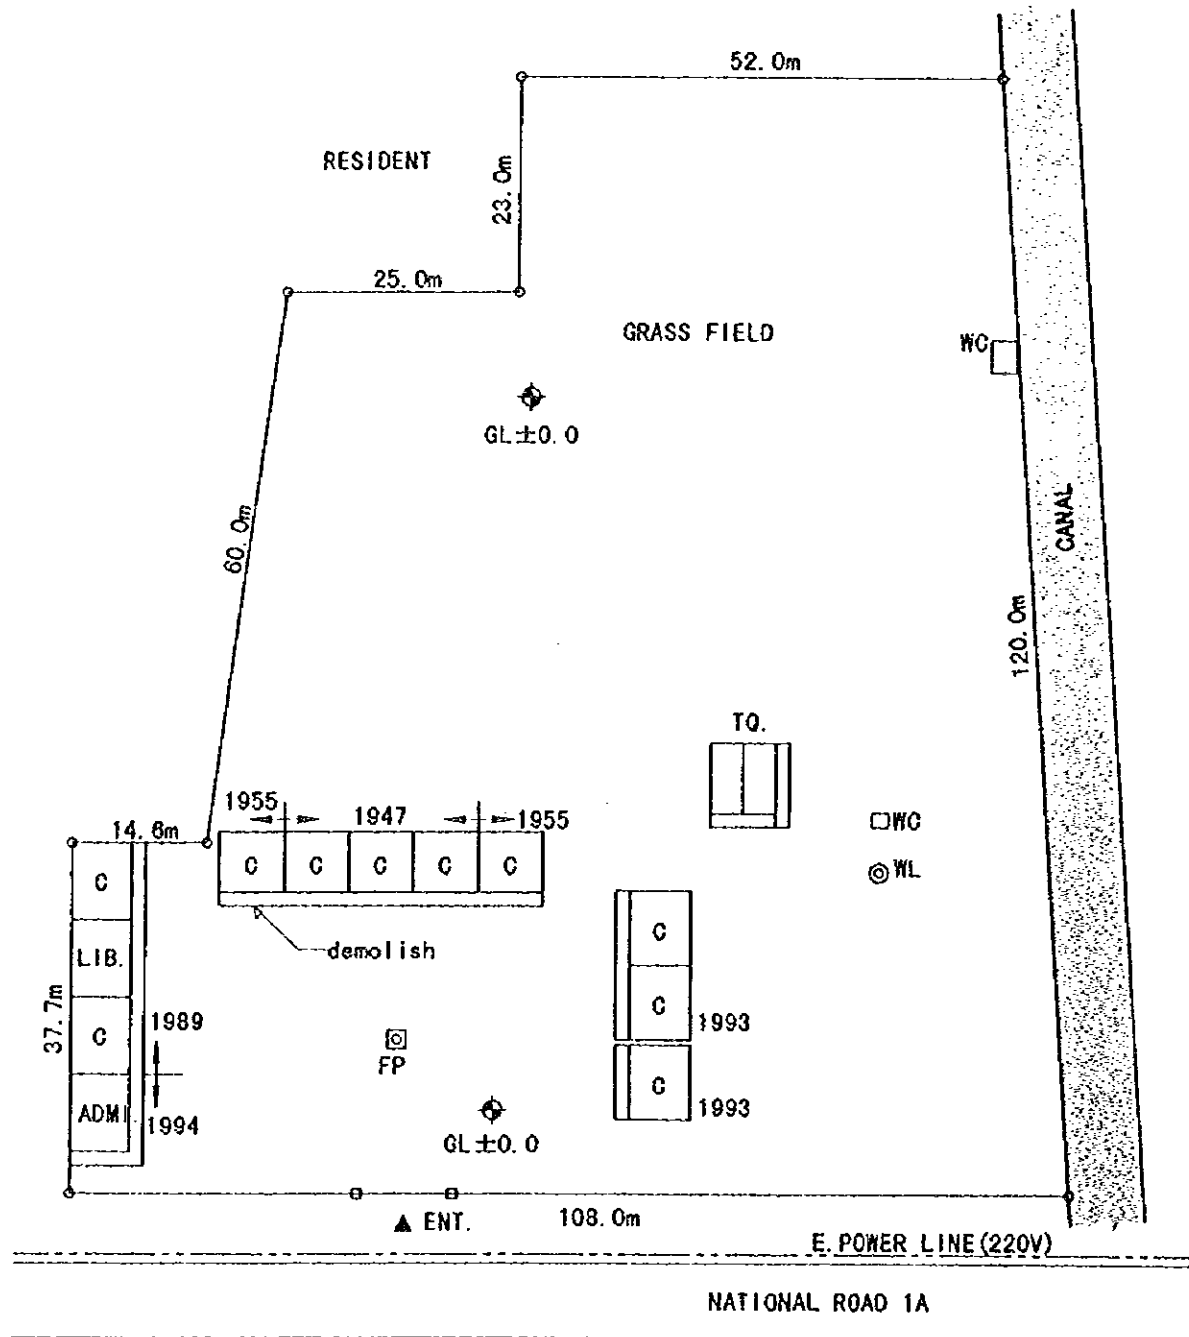 52.0m
RESIDENT
23.0m
25.0m
GRASS FIELD
WC
GL±0.0
60.0m
CANAL
120.0m
TQ.
1955
1947
1955
14.6m
WC
C
C
C
C
C
C
WL
demolish
LIB.
C
37.7m
1989
C
C
1993
FP
C
ADMI
1994
1993
GL±0.0
▲ ENT.
108.0m
E. POWER LINE (220V)
NATIONAL ROAD 1A